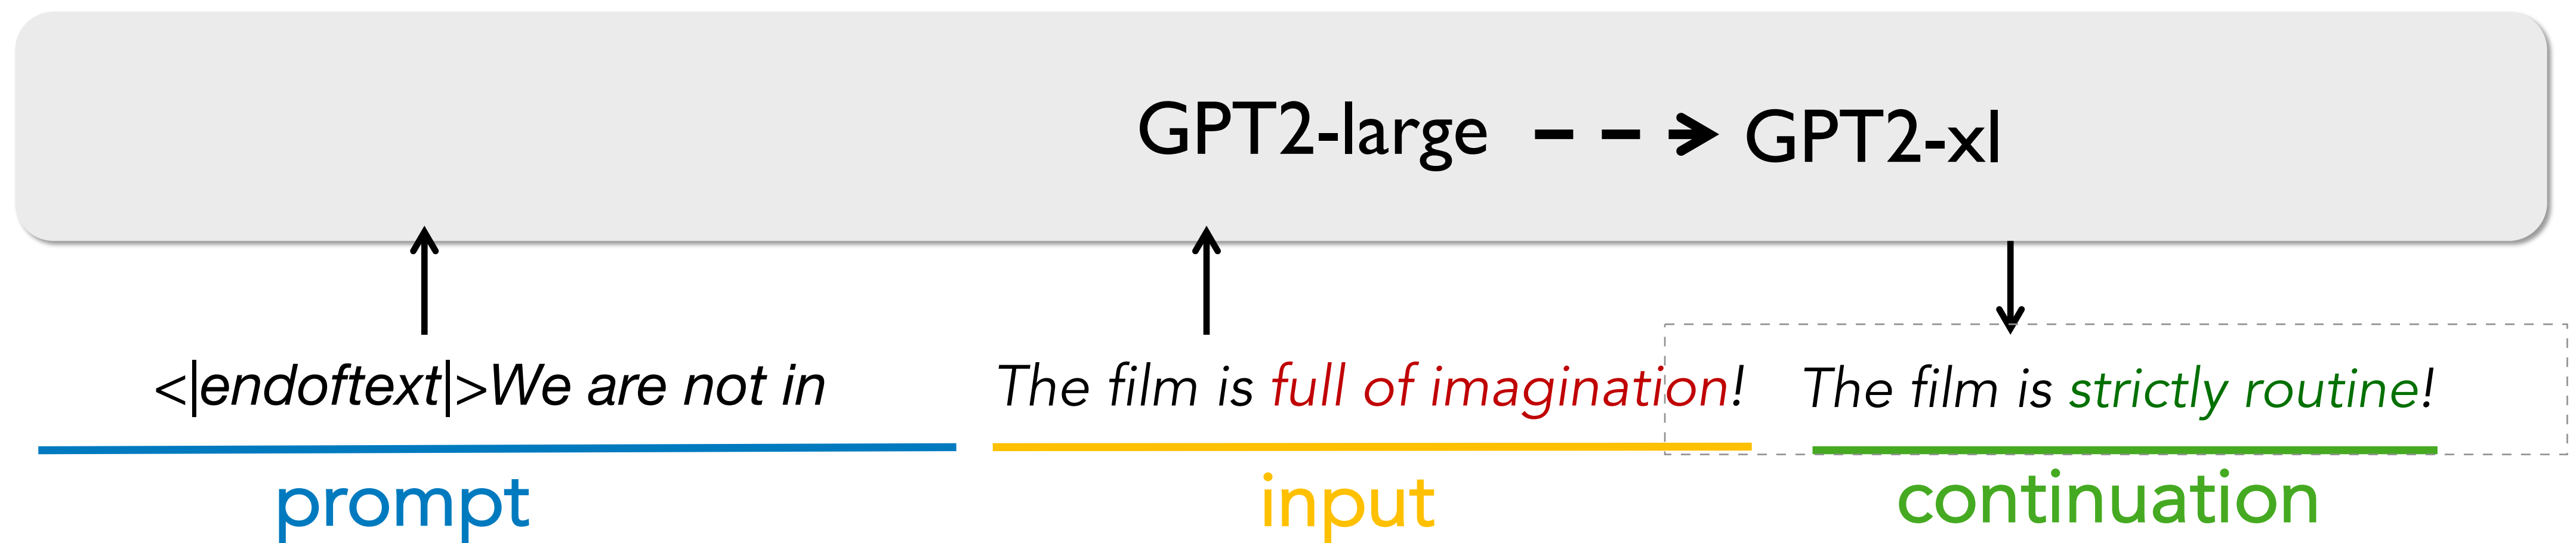 GPT2-large GPT2-xl
<|endoftext|>We are not in The film is full of imagination! The film is strictly routine!
prompt input continuation